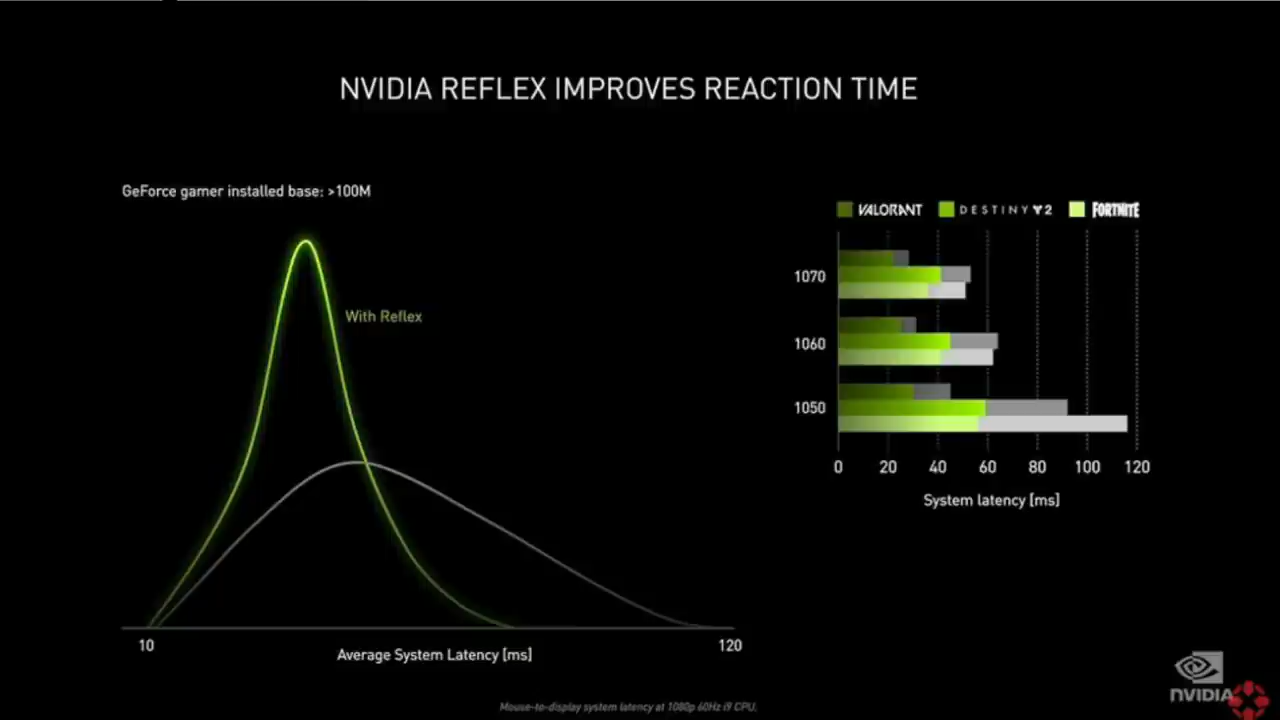 NVIDIA REFLEX IMPROVES REACTION TIME
GeForce gamer installed base: >100M
With Reflex
10
120
Average System Latency [ms]
VALORANT DESTINY 2 FORTNITE
1070
1060
1050
0 20 40 60 80 100 120
System latency [ms]
Mouse-to-display system latency at 1080p 60Hz i9 CPU.
NVIDIA